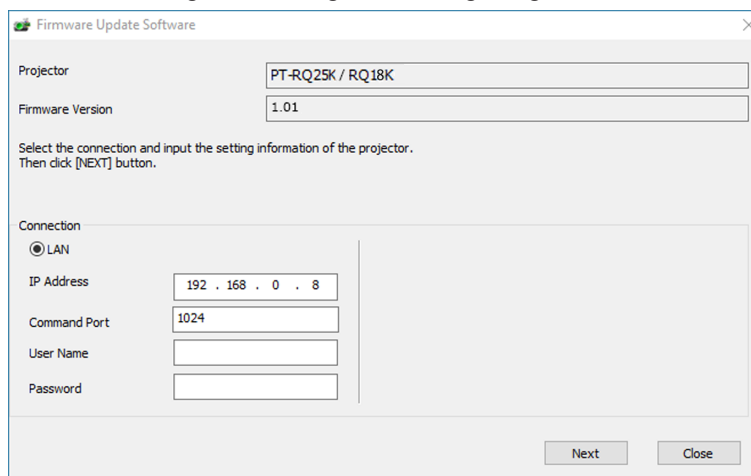 Firmware Update Software
Projector
PT-RQ25K / RQ18K
Firmware Version
1.01
Select the connection and input the setting information of the projector.
Then click [NEXT] button.
Connection
LAN
IP Address
192 . 168 . 0 . 8
Command Port
1024
User Name
Password
Next
Close